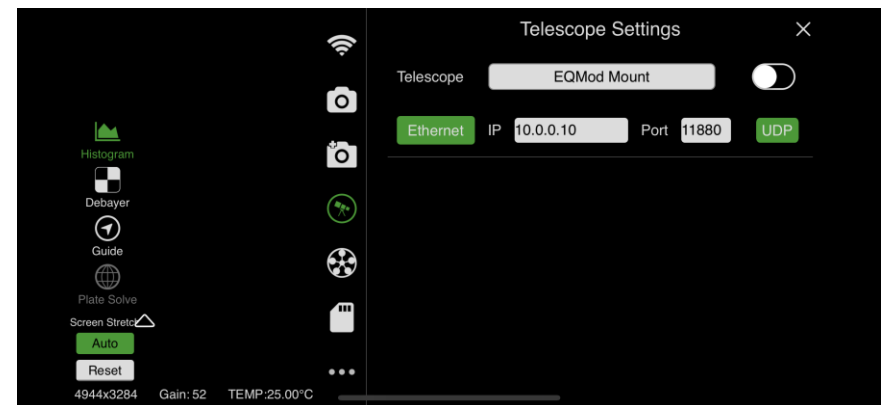 Telescope Settings
Telescope EQMod Mount
Ethernet IP 10.0.0.10 Port 11880 UDP
Histogram
Debayer
Guide
Plate Solve
Screen Stretch
Auto
Reset
4944x3284 Gain: 52 TEMP:25.00°C